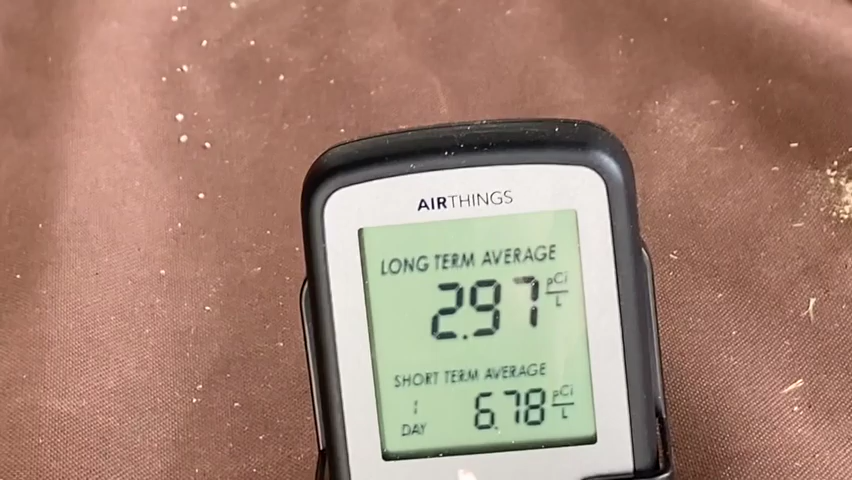 AIRTHINGS
LONG TERM AVERAGE
2.97 pCi/L
SHORT TERM AVERAGE
1 DAY 6.78 pCi/L